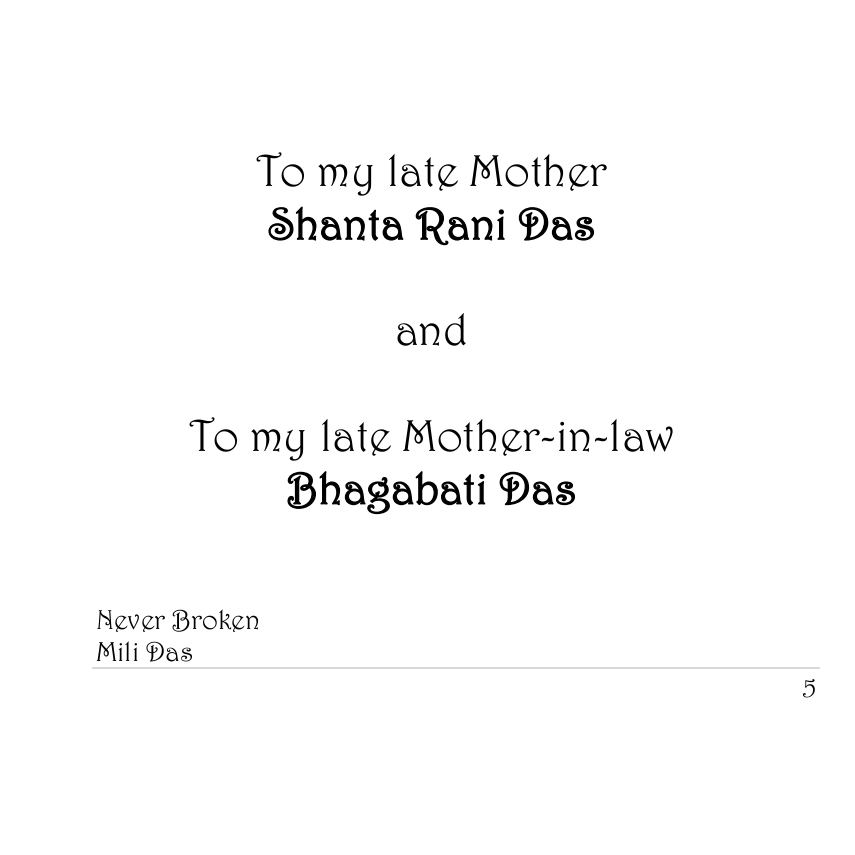 To my late Mother
Shanta Rani Das
and
To my late Mother-in-law
Bhagabati Das
Never Broken
Mili Das
5